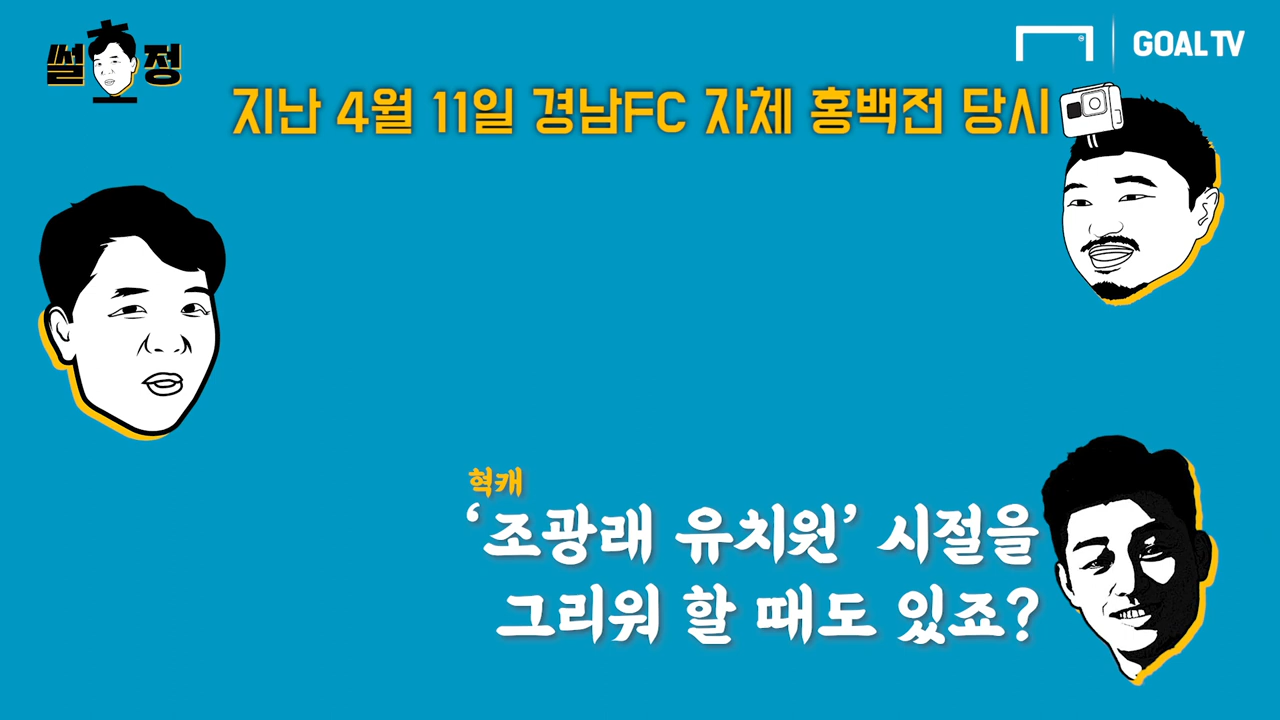 썰호정
GOAL TV
지난 4월 11일 경남FC 자체 홍백전 당시
혁캐
‘조광래 유치원’ 시절을
그리워 할 때도 있죠?